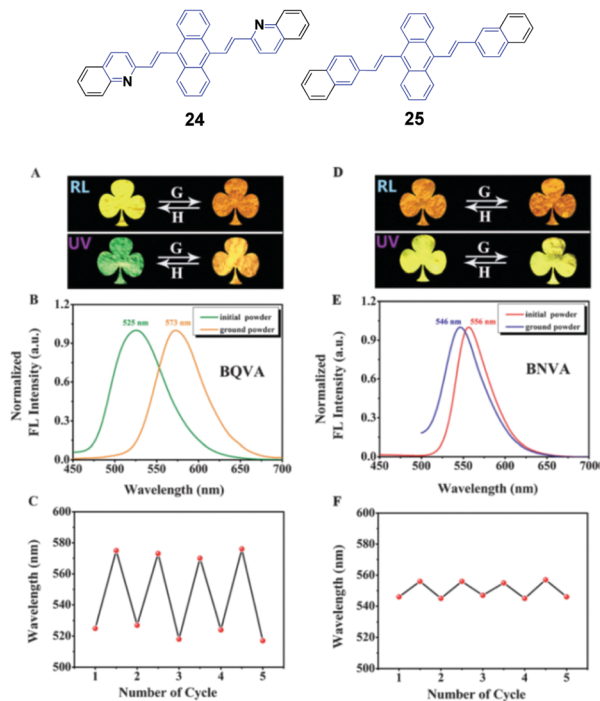 N
N
24
25
A
RL
G
H
UV
G
H
D
RL
G
H
UV
G
H
B
1.2
0.9
0.6
0.3
0.0
450 500 550 600 650 700
525 nm 573 nm
initial powder
ground powder
BQVA
Normalized
FL Intensity (a.u.)
Wavelength (nm)
E
1.2
0.9
0.6
0.3
0.0
450 500 550 600 650 700
546 nm 556 nm
initial powder
ground powder
BNVA
Normalized
FL Intensity (a.u.)
Wavelength (nm)
C
600
580
560
540
520
500
1 2 3 4 5
Wavelength (nm)
Number of Cycle
F
600
580
560
540
520
500
1 2 3 4 5
Wavelength (nm)
Number of Cycle